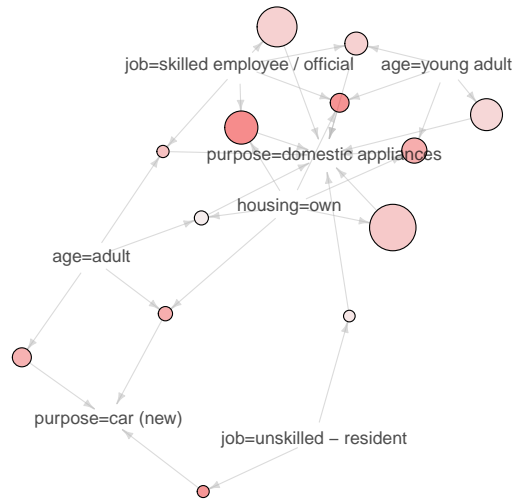 job=skilled employee / official
age=young adult
purpose=domestic appliances
housing=own
age=adult
purpose=car (new)
job=unskilled – resident